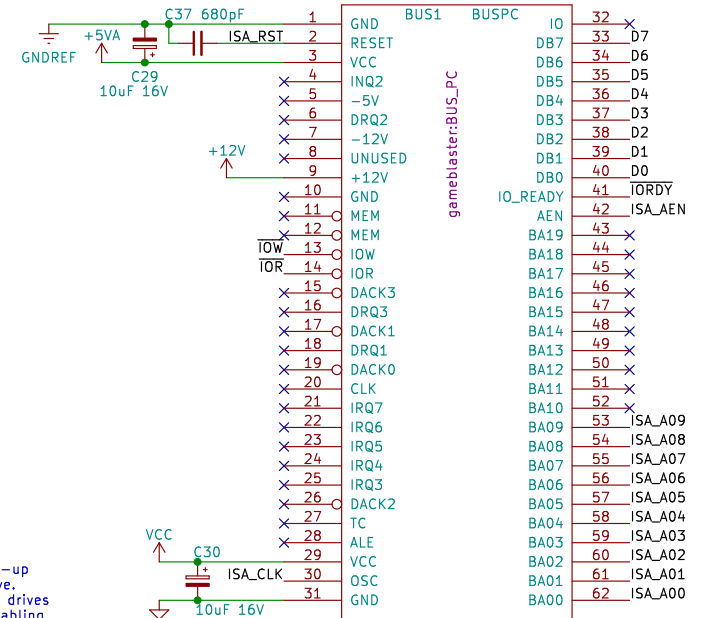 C37 680pF
BUS1 BUSPC
+5VA
GNDREF
C29
10uF 16V
ISA_RST
+12V
IOW
IOR
VCC
C30
ISA_CLK
10uF 16V
-up
ve.
drives
abling
gameblaster:BUS_PC
1 GND
2 RESET
3 VCC
4 INQ2
5 -5V
6 DRQ2
7 -12V
8 UNUSED
9 +12V
10 GND
11 MEM
12 MEM
13 IOW
14 IOR
15 DACK3
16 DRQ3
17 DACK1
18 DRQ1
19 DACK0
20 CLK
21 IRQ7
22 IRQ6
23 IRQ5
24 IRQ4
25 IRQ3
26 DACK2
27 TC
28 ALE
29 VCC
30 OSC
31 GND
IO 32
DB7 33 D7
DB6 34 D6
DB5 35 D5
DB4 36 D4
DB3 37 D3
DB2 38 D2
DB1 39 D1
DB0 40 D0
IO_READY 41 IORDY
AEN 42 ISA_AEN
BA19 43
BA18 44
BA17 45
BA16 46
BA15 47
BA14 48
BA13 49
BA12 50
BA11 51
BA10 52
BA09 53 ISA_A09
BA08 54 ISA_A08
BA07 55 ISA_A07
BA06 56 ISA_A06
BA05 57 ISA_A05
BA04 58 ISA_A04
BA03 59 ISA_A03
BA02 60 ISA_A02
BA01 61 ISA_A01
BA00 62 ISA_A00